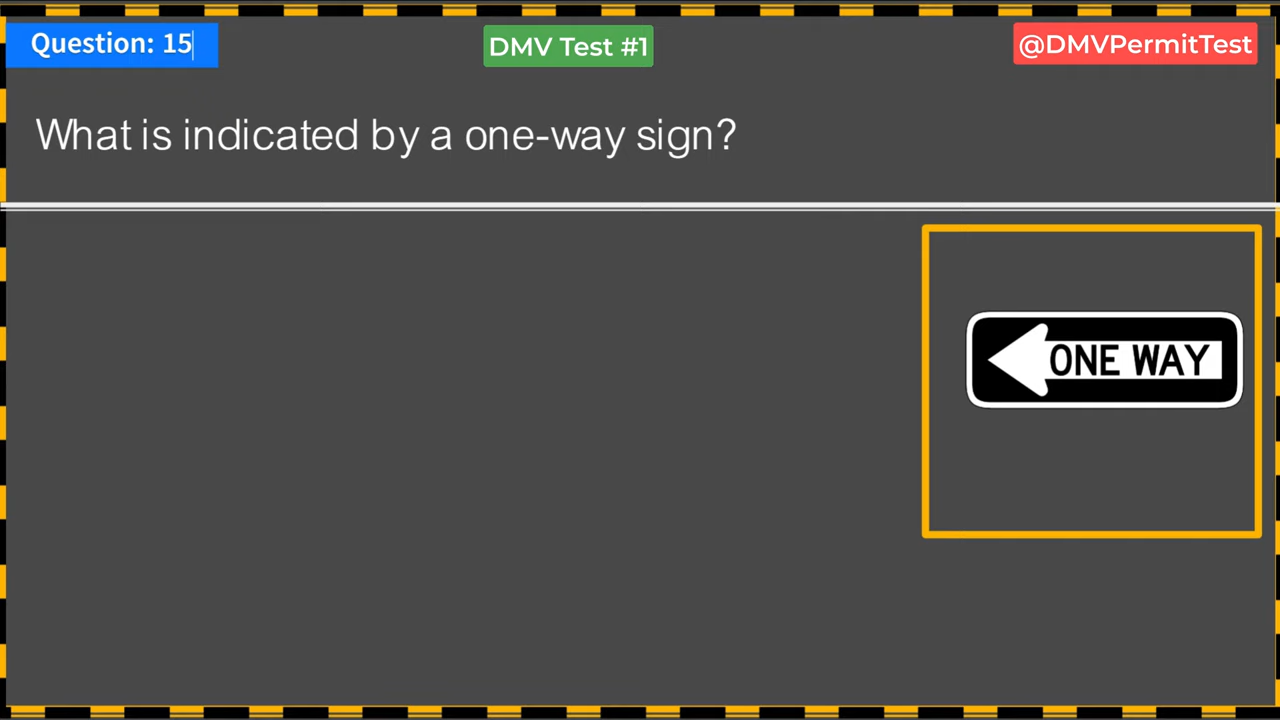 Question: 15
DMV Test #1
@DMVPermitTest
What is indicated by a one-way sign?
ONE WAY